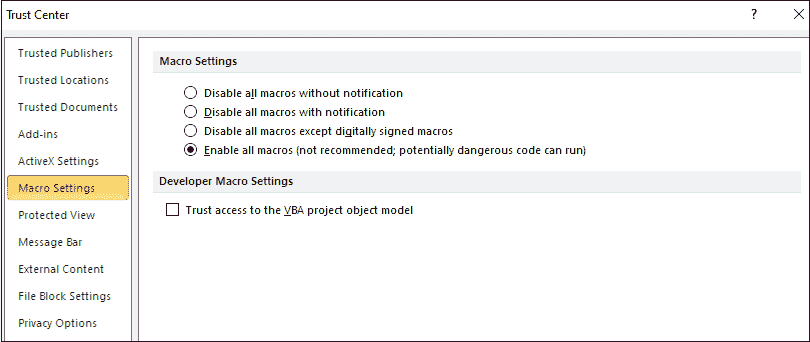 Trust Center
?
Trusted Publishers
Trusted Locations
Trusted Documents
Add-ins
ActiveX Settings
Macro Settings
Protected View
Message Bar
External Content
File Block Settings
Privacy Options
Macro Settings
Disable all macros without notification
Disable all macros with notification
Disable all macros except digitally signed macros
Enable all macros (not recommended; potentially dangerous code can run)
Developer Macro Settings
Trust access to the VBA project object model